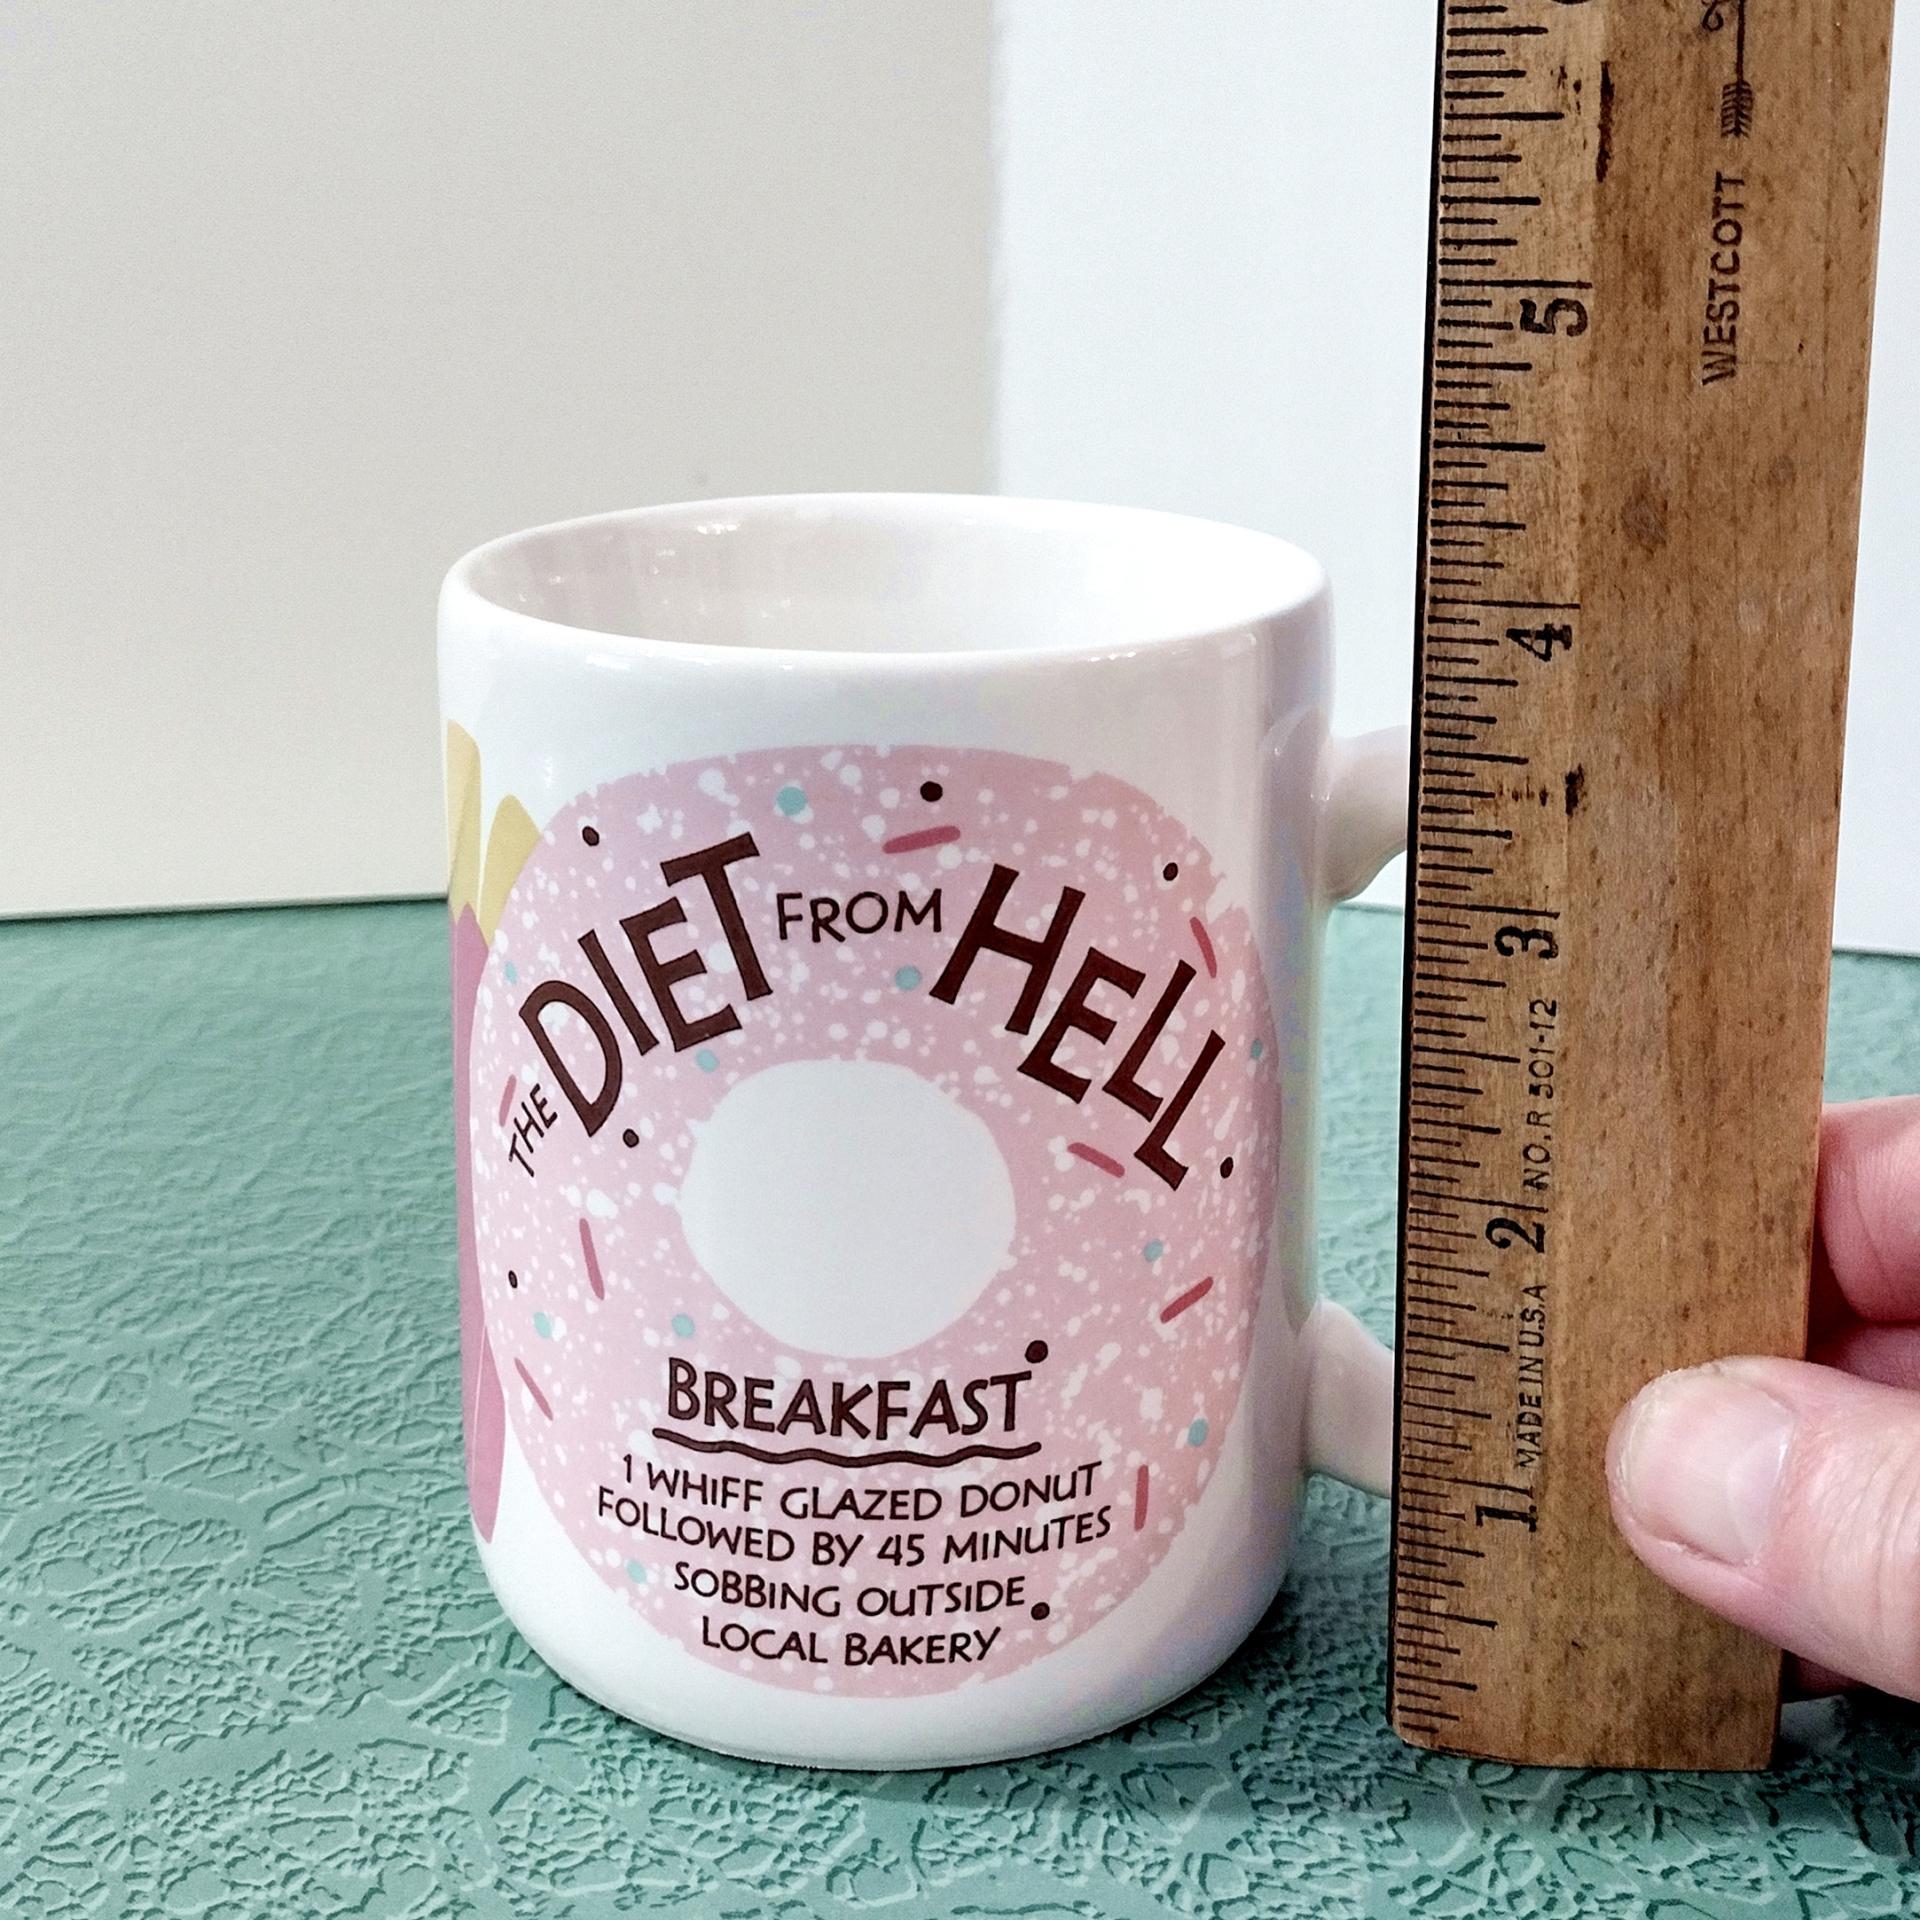 THE DIET FROM HELL
BREAKFAST
1 WHIFF GLAZED DONUT
FOLLOWED BY 45 MINUTES
SOBBING OUTSIDE
LOCAL BAKERY
5
4
3
2
1
WESTCOTT
MADE IN U.S.A NO. R 501-12